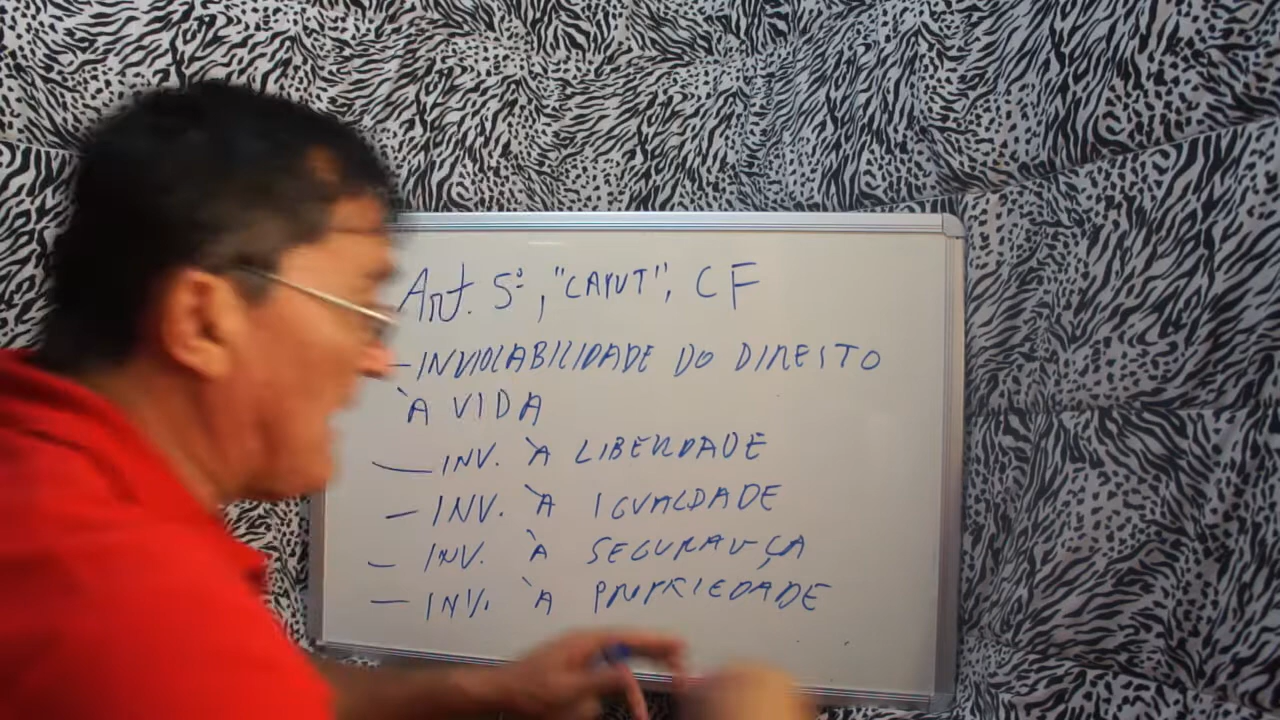 Art. 5º, "CAPUT", CF
- INVIOLABILIDADE DO DIREITO
À VIDA
- INV. À LIBERDADE
- INV. À IGUALDADE
- INV. À SEGURANÇA
- INV. À PROPRIEDADE